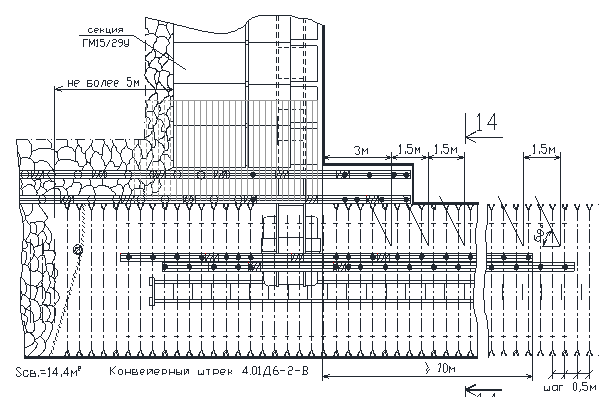 секция
ГМ15/29У
не более 5м
14
3м
1.5м
1.5м
1.5м
60°
Sсв.=14,4м²
Конвейерный штрек 4.01Д6-2-В
≥ 70м
шаг 0,5м